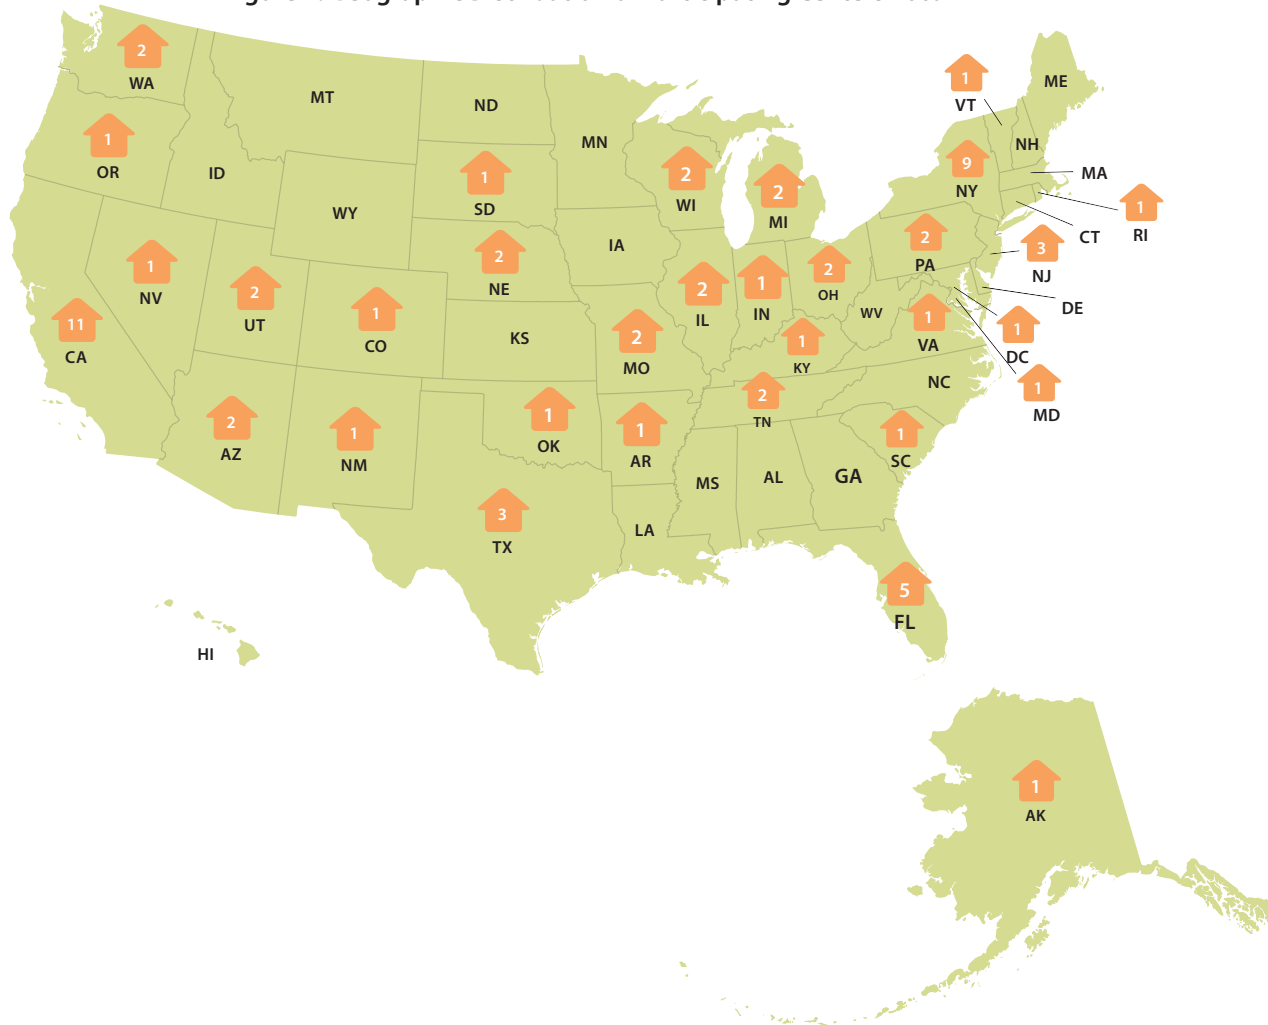 2
WA
1
OR
MT
ID
WY
ND
1
SD
2
NE
MN
IA
2
WI
2
MI
1
VT
ME
NH
9
NY
MA
1
RI
CT
3
NJ
2
PA
DE
1
DC
1
MD
1
NV
11
CA
2
UT
1
CO
KS
2
MO
2
IL
1
IN
2
OH
WV
1
VA
1
KY
NC
2
TN
1
SC
2
AZ
1
NM
1
OK
1
AR
MS
AL
GA
LA
3
TX
5
FL
HI
1
AK